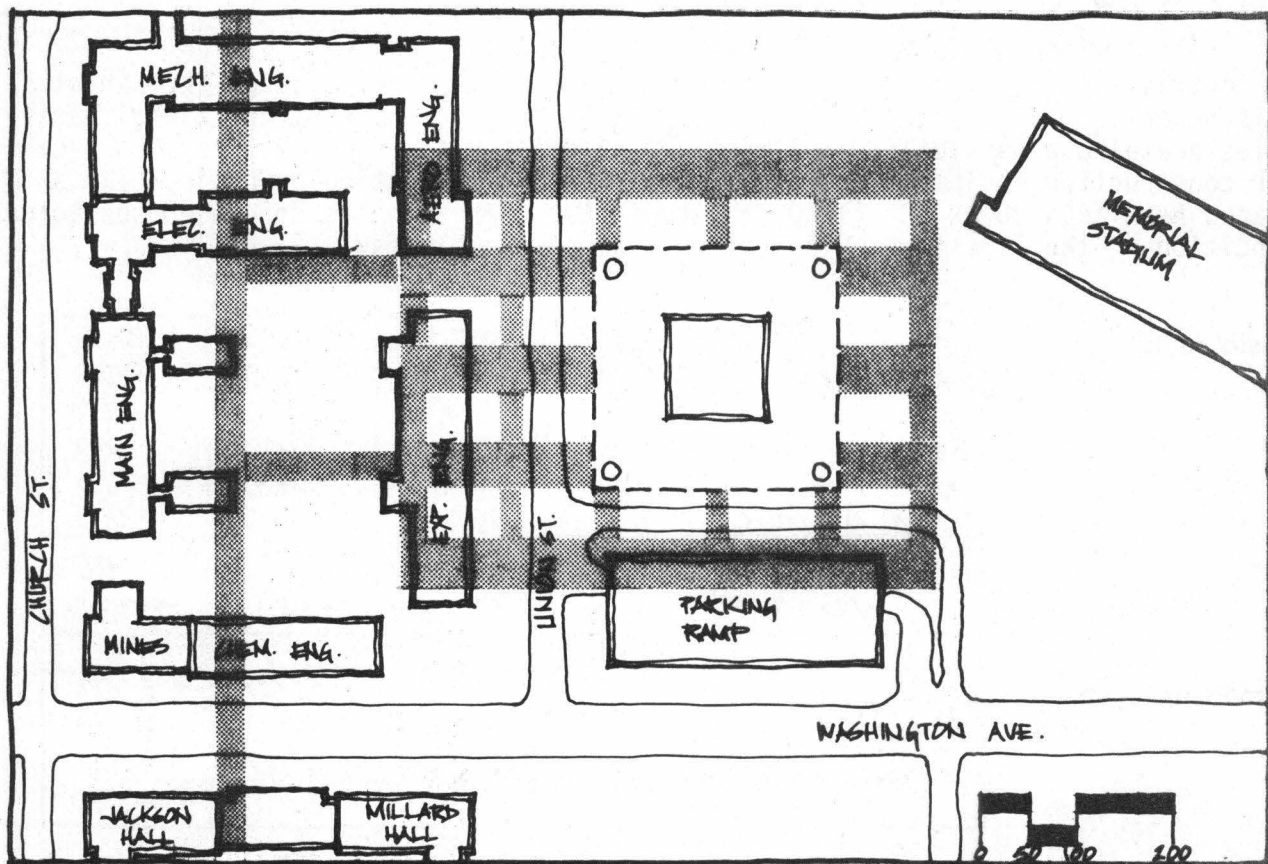 MECH. ENG.
AERO ENG.
ELEC. ENG.
MEMORIAL
STADIUM
MAIN ENG.
EXP. ENG.
CHURCH ST.
UNION ST.
MINES
CHEM. ENG.
PARKING
RAMP
WASHINGTON AVE.
JACKSON
HALL
MILLARD
HALL
0 50 100 200